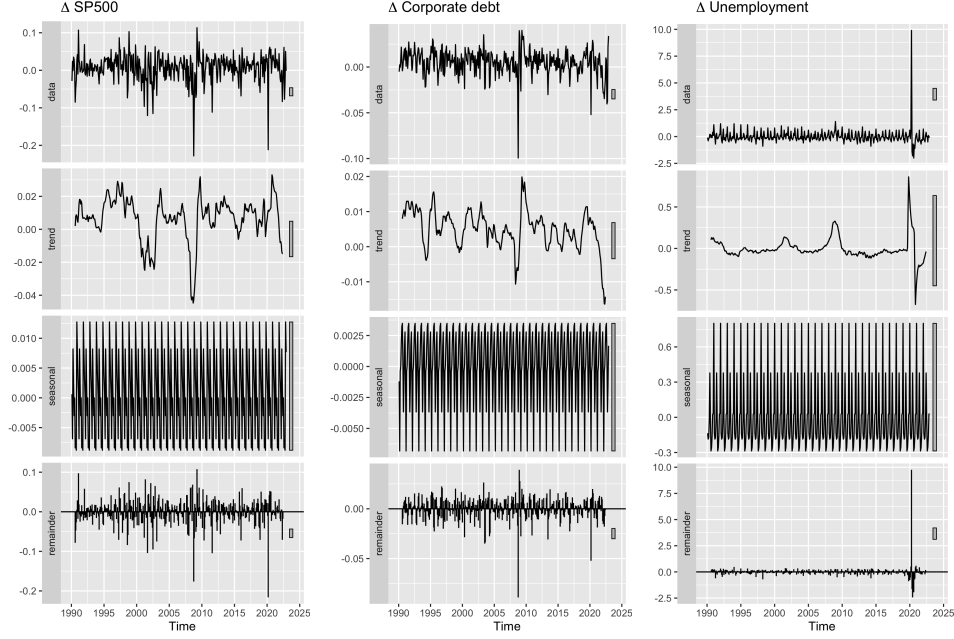 Δ SP500
0.1
0.0
-0.1
-0.2
data
0.02
0.00
-0.02
-0.04
trend
0.010
0.005
0.000
-0.005
seasonal
0.1
0.0
-0.1
-0.2
remainder
1990 1995 2000 2005 2010 2015 2020 2025
Time
Δ Corporate debt
0.00
-0.05
-0.10
data
0.02
0.01
0.00
-0.01
trend
0.0025
0.0000
-0.0025
-0.0050
seasonal
0.00
-0.05
remainder
1990 1995 2000 2005 2010 2015 2020 2025
Time
Δ Unemployment
10.0
7.5
5.0
2.5
0.0
-2.5
data
0.5
0.0
-0.5
trend
0.6
0.3
0.0
-0.3
seasonal
10.0
7.5
5.0
2.5
0.0
-2.5
remainder
1990 1995 2000 2005 2010 2015 2020 2025
Time